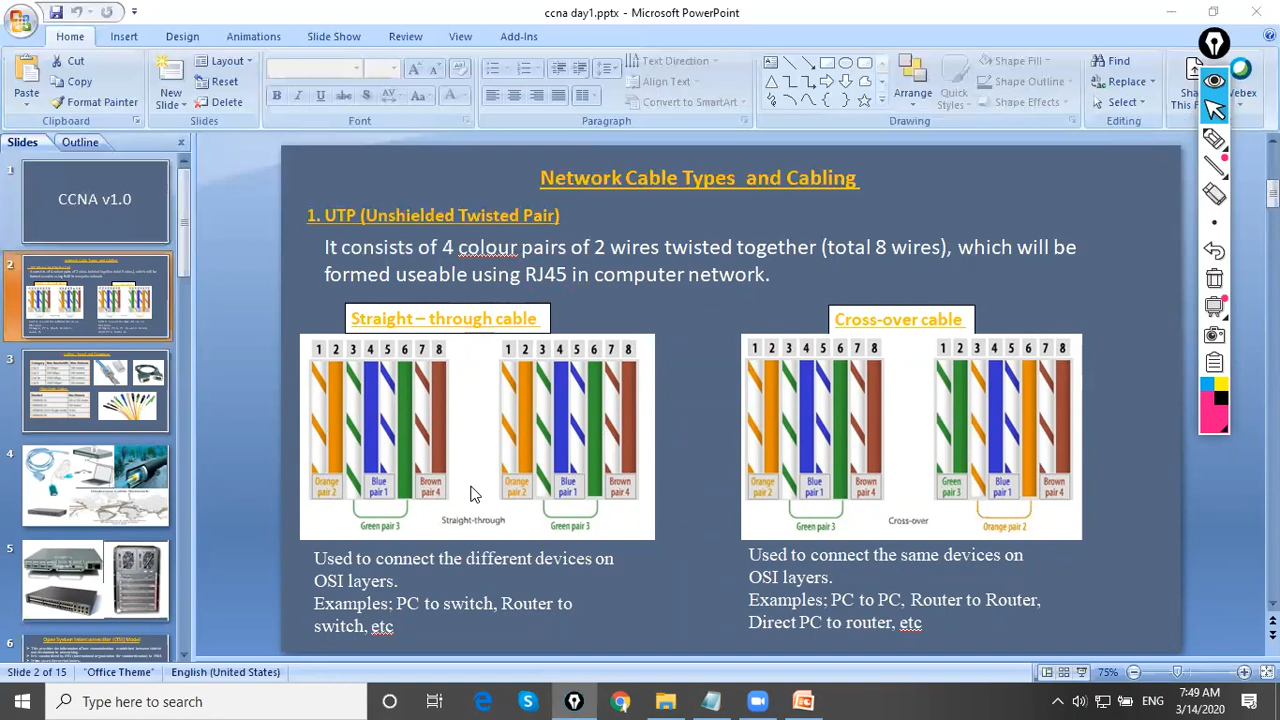 ccna day1.pptx - Microsoft PowerPoint
Home Insert Design Animations Slide Show Review View Add-Ins
Paste
Cut
Copy
Format Painter
Clipboard
New
Slide
Layout
Reset
Delete
Slides
B I U abc S AV Aa A
Font
Text Direction
Align Text
Convert to SmartArt
Paragraph
Arrange
Quick
Styles
Shape Fill
Shape Outline
Shape Effects
Drawing
Find
Replace
Select
Editing
Slides Outline
1
CCNA v1.0
2
3
4
5
6
Network Cable Types and Cabling
1. UTP (Unshielded Twisted Pair)
It consists of 4 colour pairs of 2 wires twisted together (total 8 wires), which will be
formed useable using RJ45 in computer network.
Straight – through cable
1 2 3 4 5 6 7 8 1 2 3 4 5 6 7 8
Orange pair 2 Blue pair 1 Brown pair 4 Orange pair 2 Blue pair 1 Brown pair 4
Green pair 3 Straight-through Green pair 3
Used to connect the different devices on
OSI layers.
Examples; PC to switch, Router to
switch, etc
Cross-over cable
1 2 3 4 5 6 7 8 1 2 3 4 5 6 7 8
Orange pair 2 Blue pair 1 Brown pair 4 Green pair 3 Blue pair 1 Brown pair 4
Green pair 3 Cross-over Orange pair 2
Used to connect the same devices on
OSI layers.
Examples; PC to PC, Router to Router,
Direct PC to router, etc
Slide 2 of 15 "Office Theme" English (United States) 75%
Type here to search
ENG
7:49 AM
3/14/2020